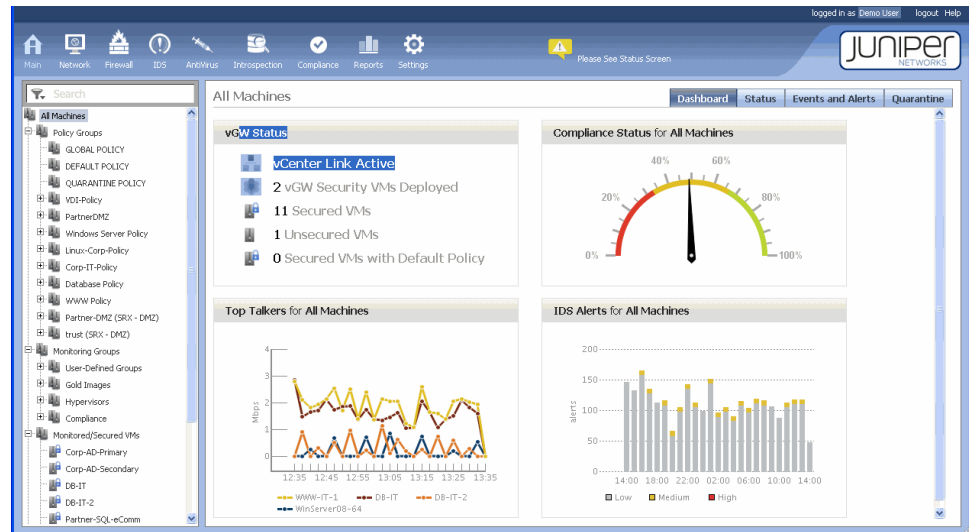 logged in as Demo User logout Help
Main Network Firewall IDS AntiVirus Introspection Compliance Reports Settings
Please See Status Screen
JUNIPER
NETWORKS
Search
All Machines
Policy Groups
GLOBAL POLICY
DEFAULT POLICY
QUARANTINE POLICY
VDI-Policy
PartnerDMZ
Windows Server Policy
Linux-Corp-Policy
Corp-IT-Policy
Database Policy
WWW Policy
Partner-DMZ (SRX - DMZ)
trust (SRX - DMZ)
Monitoring Groups
User-Defined Groups
Gold Images
Hypervisors
Compliance
Monitored/Secured VMs
Corp-AD-Primary
Corp-AD-Secondary
DB-IT
DB-IT-2
Partner-SQL-eComm
All Machines
Dashboard Status Events and Alerts Quarantine
vGW Status
vCenter Link Active
2 vGW Security VMs Deployed
11 Secured VMs
1 Unsecured VMs
0 Secured VMs with Default Policy
Compliance Status for All Machines
40% 60%
20% 80%
0% 100%
Top Talkers for All Machines
4
3
2
1
0
Mbps
12:35 12:45 12:55 13:05 13:15 13:25 13:35
WWW-IT-1 DB-IT DB-IT-2
WinServer08-64
IDS Alerts for All Machines
200
150
100
50
0
alerts
14:00 18:00 22:00 02:00 06:00 10:00 14:00
Low Medium High